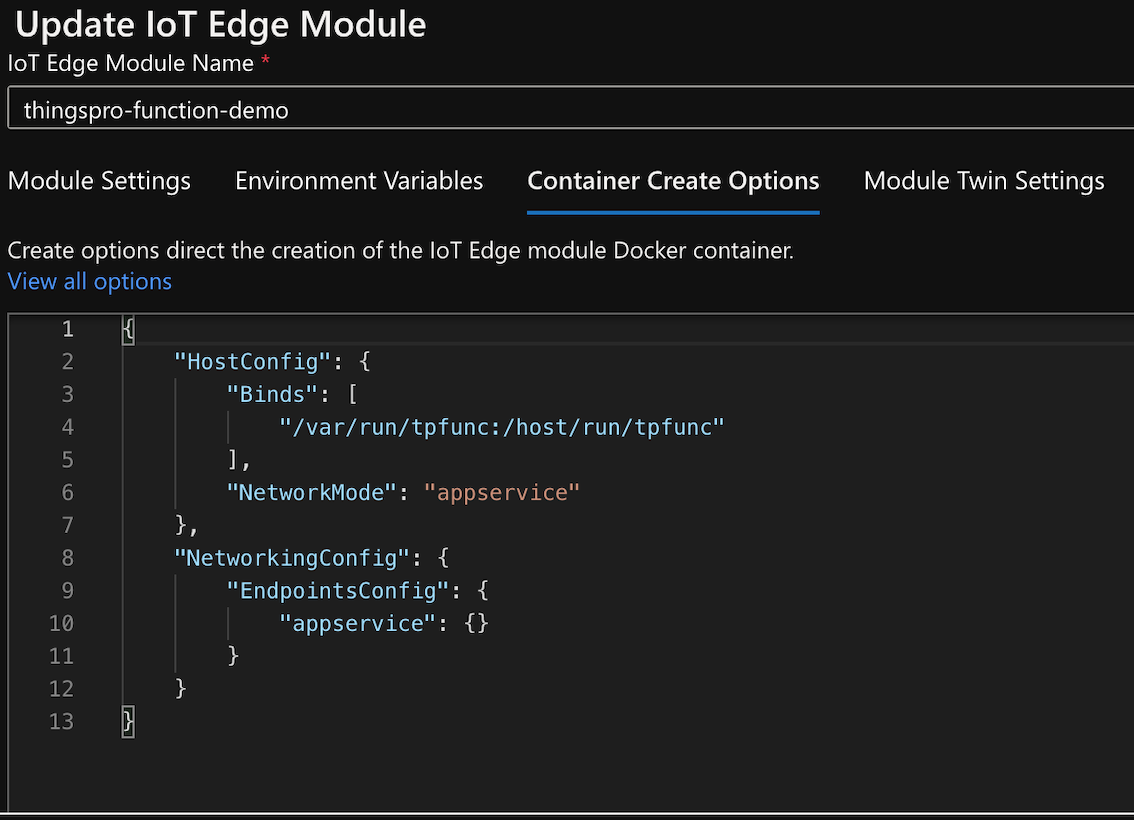 Update IoT Edge Module
IoT Edge Module Name *
thingspro-function-demo
Module Settings Environment Variables Container Create Options Module Twin Settings
Create options direct the creation of the IoT Edge module Docker container.
View all options
1 {
2 "HostConfig": {
3 "Binds": [
4 "/var/run/tpfunc:/host/run/tpfunc"
5 ],
6 "NetworkMode": "appservice"
7 },
8 "NetworkingConfig": {
9 "EndpointsConfig": {
10 "appservice": {}
11 }
12 }
13 }